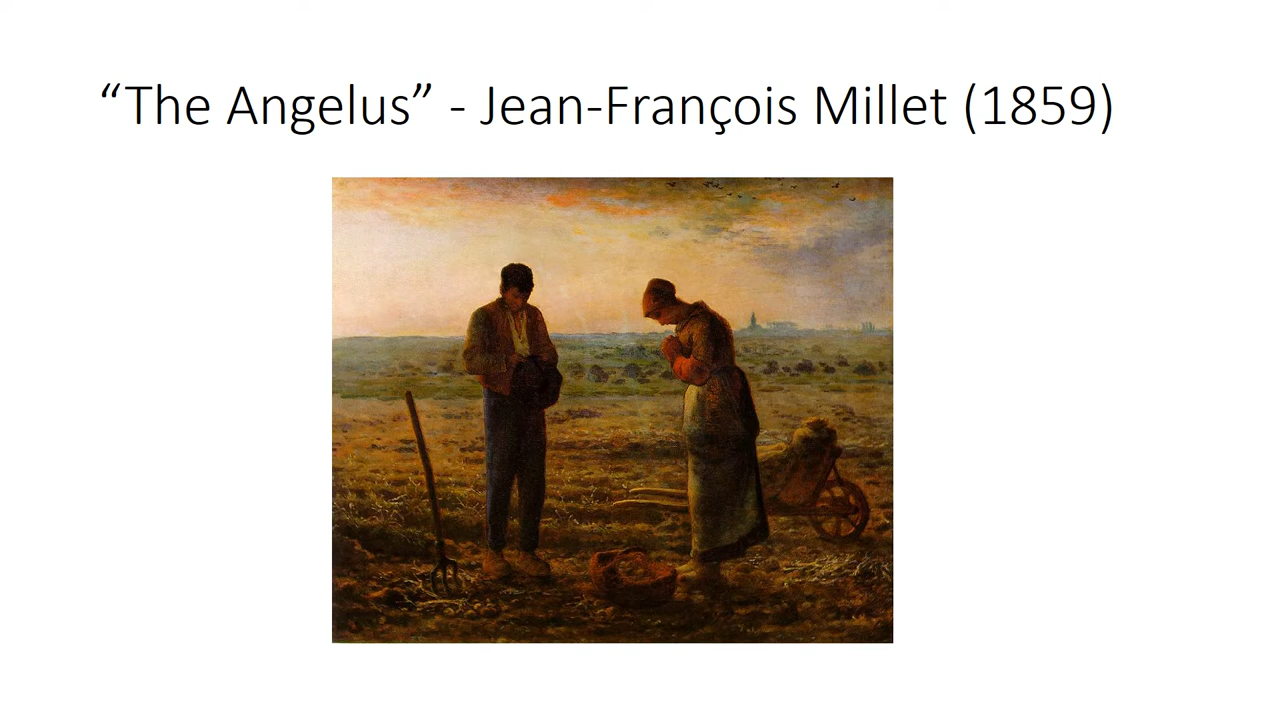 “The Angelus” - Jean-François Millet (1859)